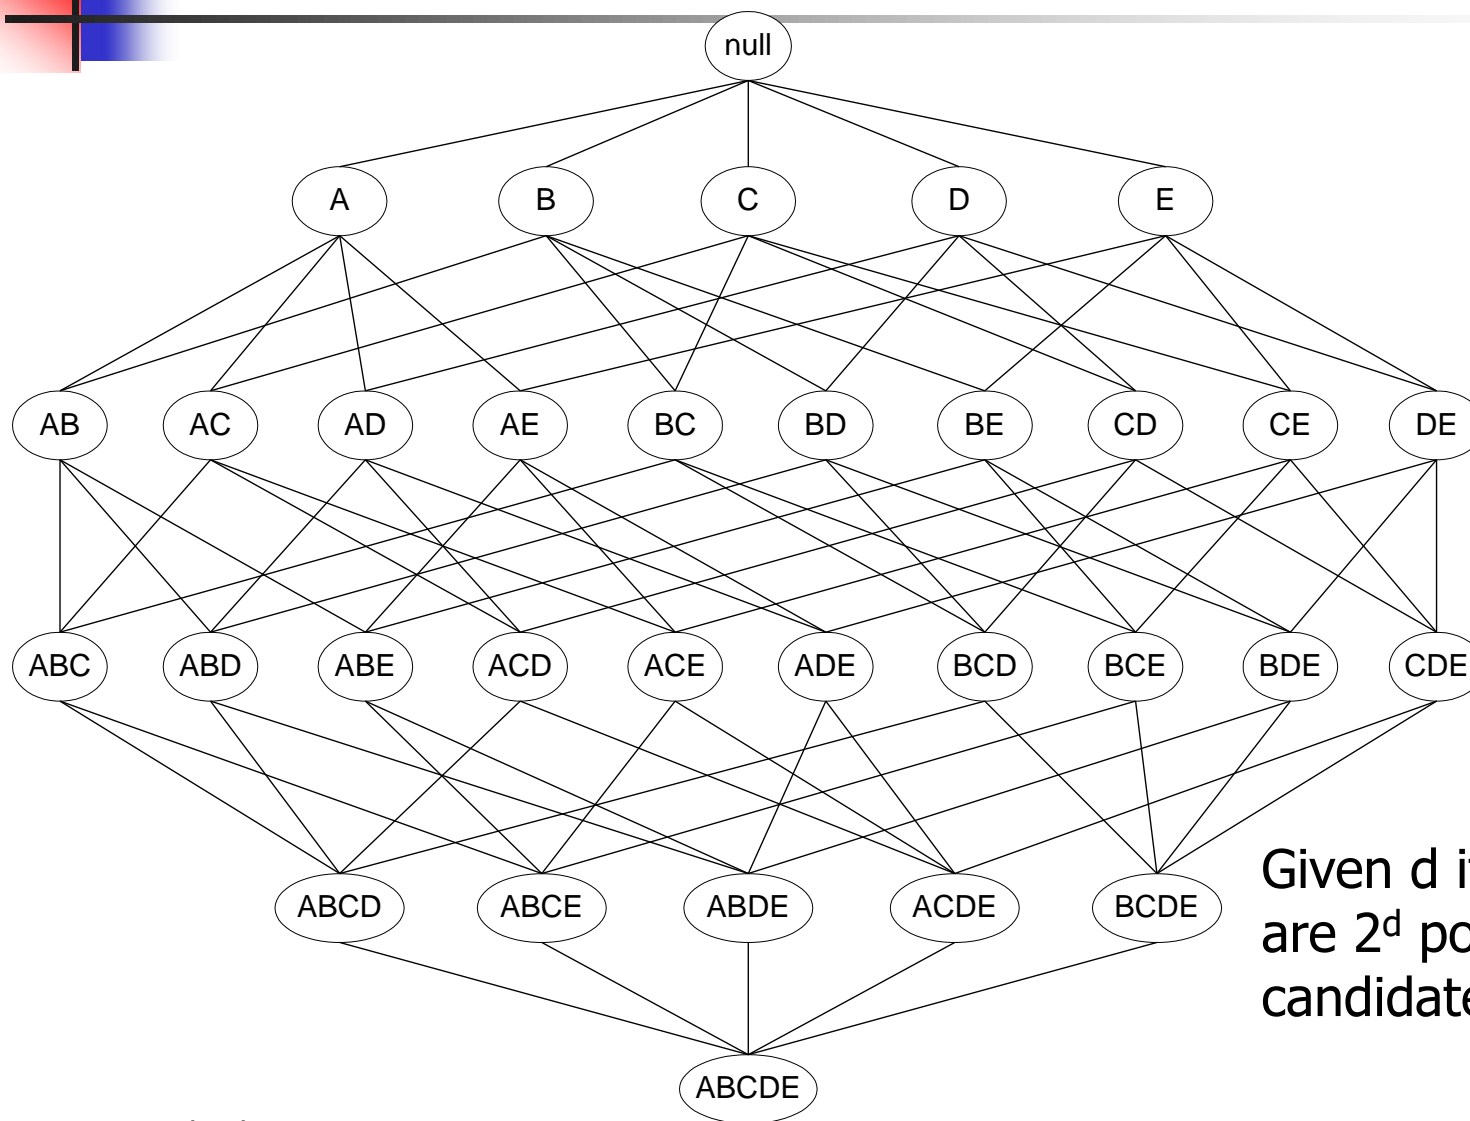 null
A B C D E
AB AC AD AE BC BD BE CD CE DE
ABC ABD ABE ACD ACE ADE BCD BCE BDE CDE
ABCD ABCE ABDE ACDE BCDE
Given d
are 2ᵈ
ABCDE